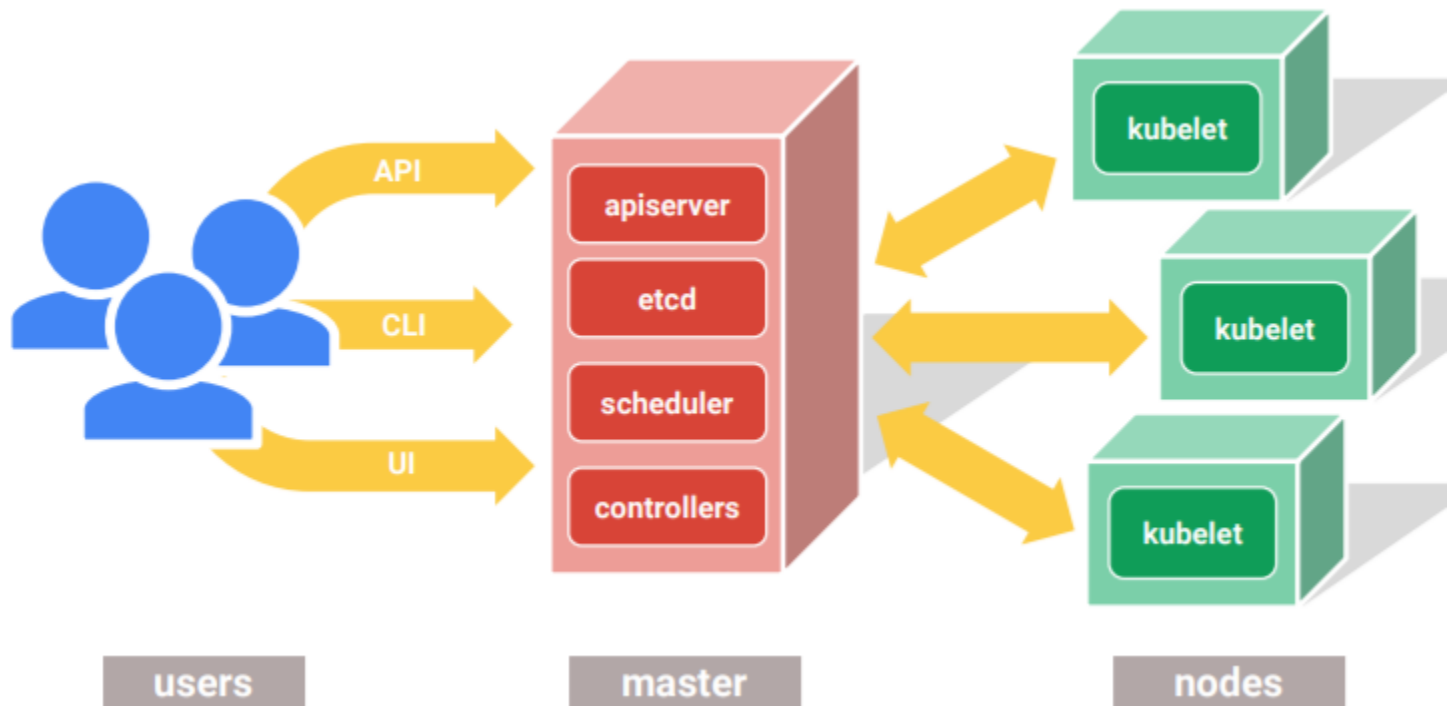 API
CLI
UI
apiserver
etcd
scheduler
controllers
kubelet
kubelet
kubelet
users
master
nodes